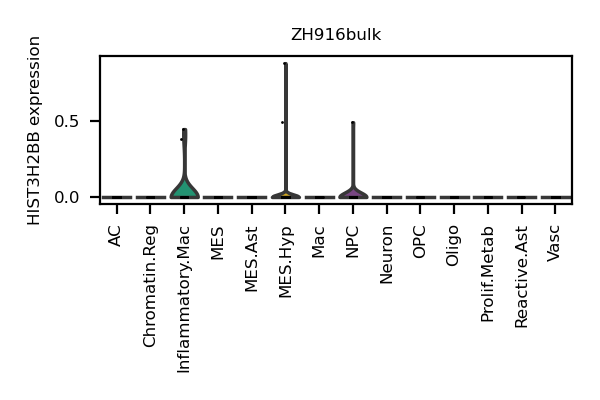 ZH916bulk
HIST3H2BB expression
0.5
0.0
AC
Chromatin.Reg
Inflammatory.Mac
MES
MES.Ast
MES.Hyp
Mac
NPC
Neuron
OPC
Oligo
Prolif.Metab
Reactive.Ast
Vasc